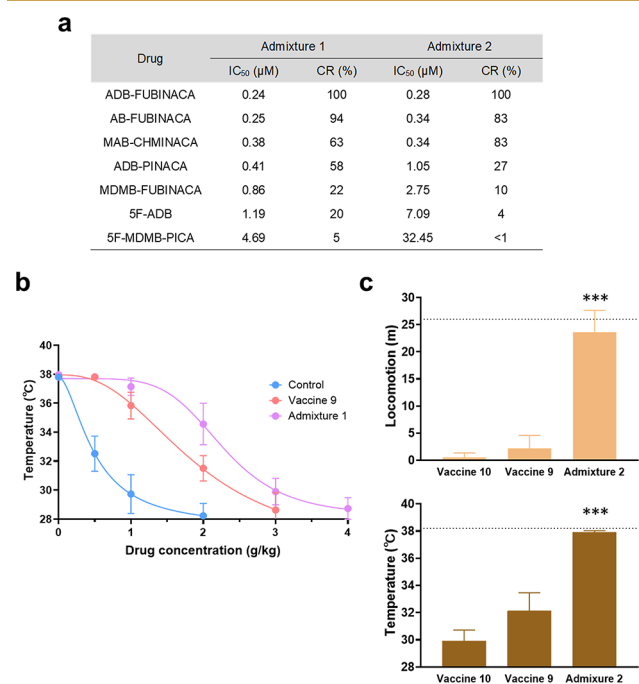 a
Drug Admixture 1 Admixture 2
IC50 (µM) CR (%) IC50 (µM) CR (%)
ADB-FUBINACA 0.24 100 0.28 100
AB-FUBINACA 0.25 94 0.34 83
MAB-CHMINACA 0.38 63 0.34 83
ADB-PINACA 0.41 58 1.05 27
MDMB-FUBINACA 0.86 22 2.75 10
5F-ADB 1.19 20 7.09 4
5F-MDMB-PICA 4.69 5 32.45 <1
b
Temperature (°C)
40
38
36
34
32
30
28
0 1 2 3 4
Drug concentration (g/kg)
Control
Vaccine 9
Admixture 1
c
Locomotion (m)
30
25
20
15
10
5
0
***
Vaccine 10 Vaccine 9 Admixture 2
Temperature (°C)
40
38
36
32
30
28
***
Vaccine 10 Vaccine 9 Admixture 2